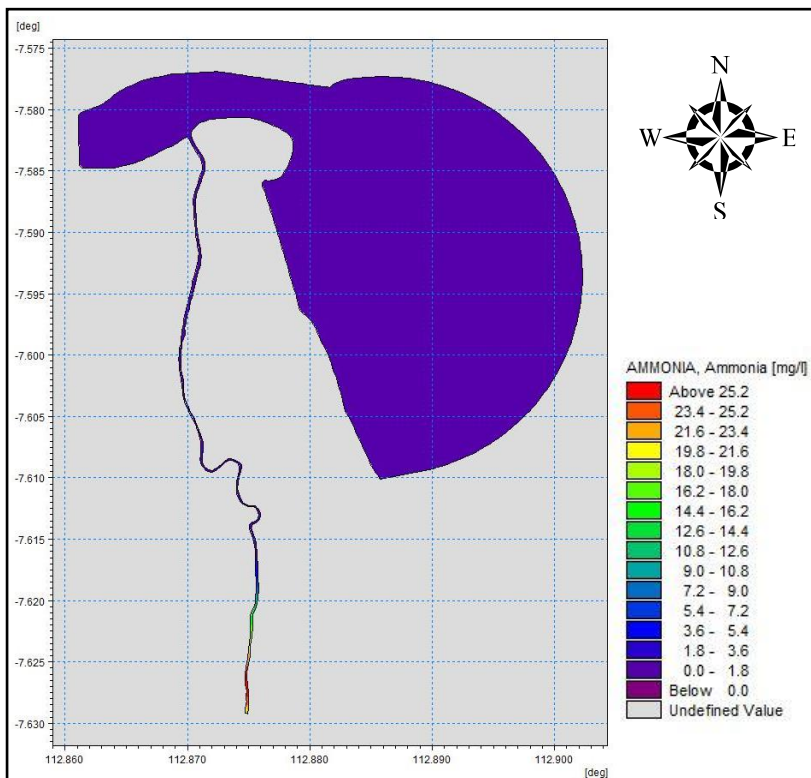 [deg]
-7.575
-7.580
-7.585
-7.590
-7.595
-7.600
-7.605
-7.610
-7.615
-7.620
-7.625
-7.630
112.860 112.870 112.880 112.890 112.900
[deg]
N
W E
S
AMMONIA, Ammonia [mg/l]
Above 25.2
23.4 - 25.2
21.6 - 23.4
19.8 - 21.6
18.0 - 19.8
16.2 - 18.0
14.4 - 16.2
12.6 - 14.4
10.8 - 12.6
9.0 - 10.8
7.2 - 9.0
5.4 - 7.2
3.6 - 5.4
1.8 - 3.6
0.0 - 1.8
Below 0.0
Undefined Value